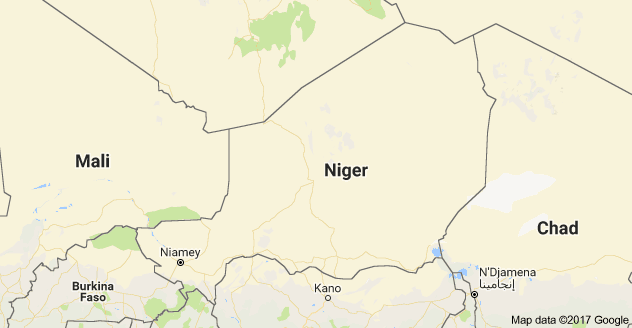 Mali
Niger
Chad
Niamey
N'Djamena
إنجامينا
Burkina
Faso
Kano
Map data ©2017 Google